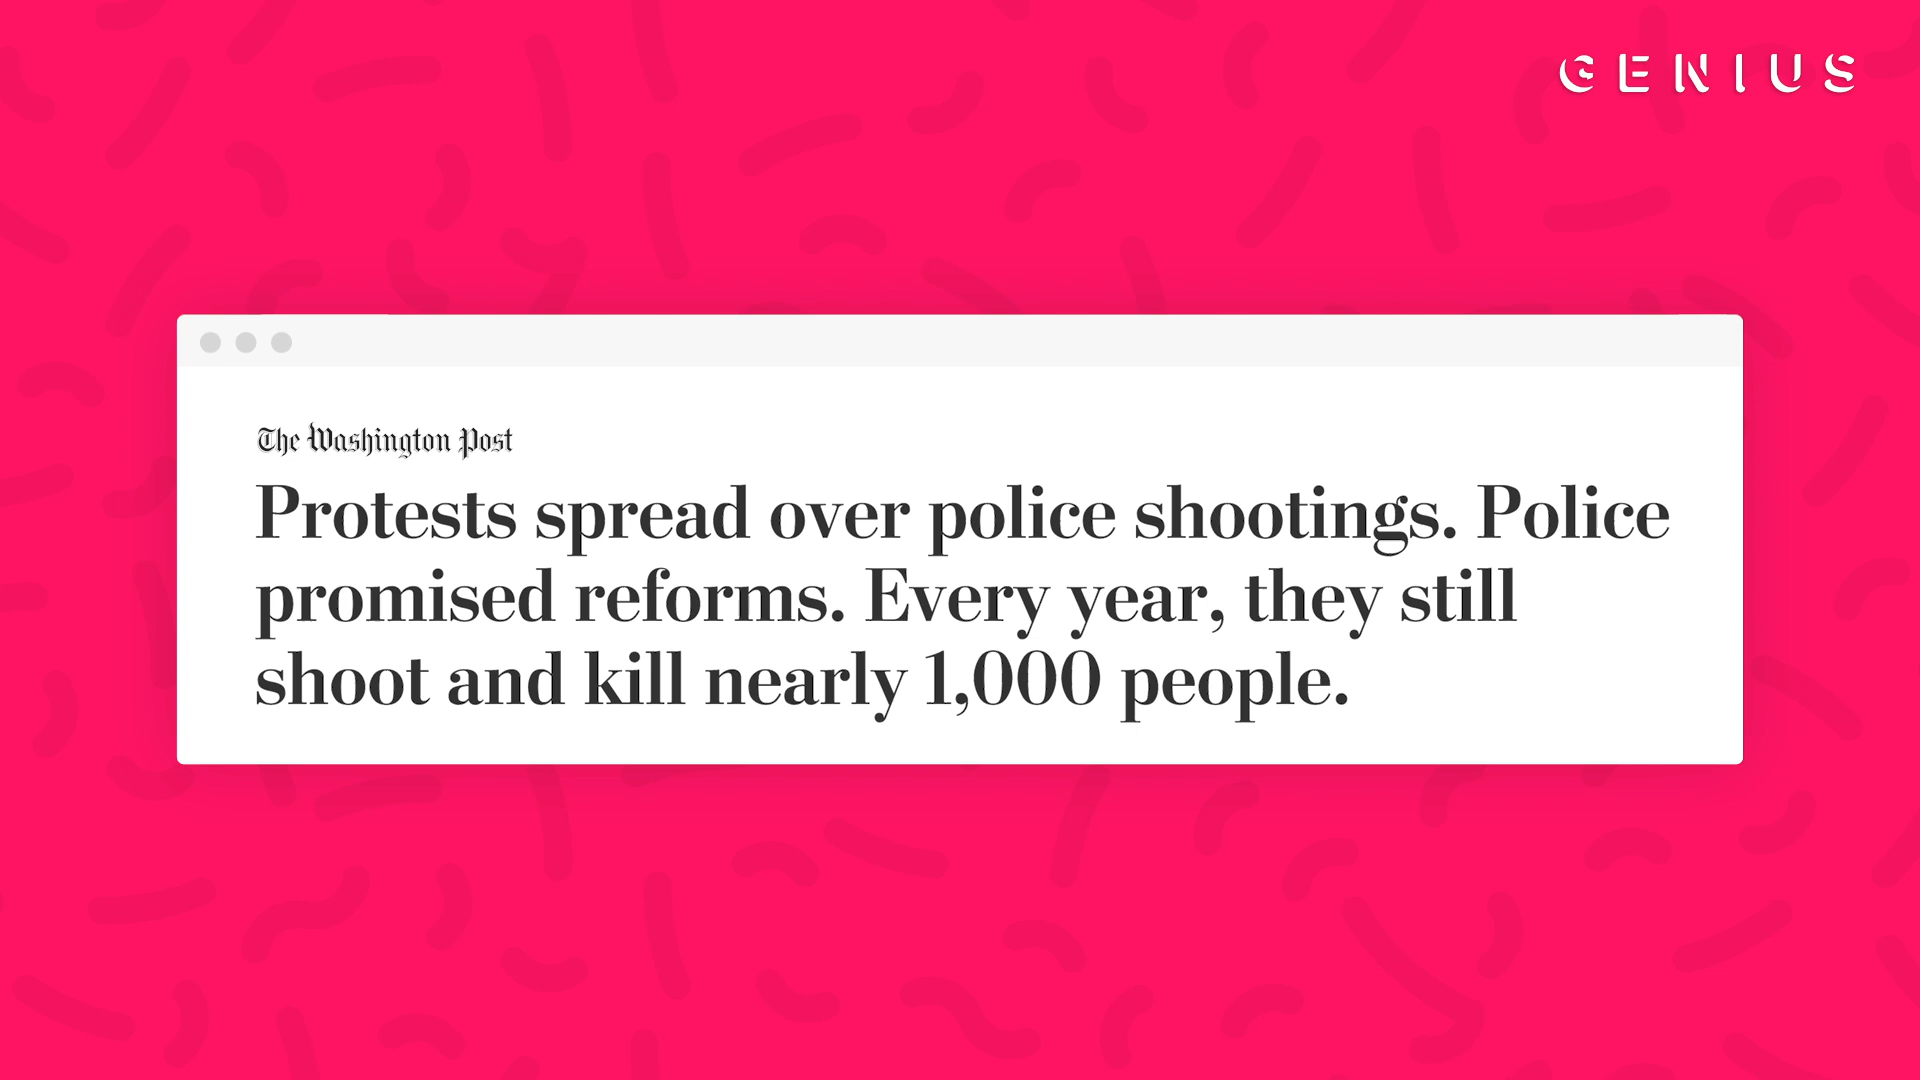 GENIUS
The Washington Post
Protests spread over police shootings. Police
promised reforms. Every year, they still
shoot and kill nearly 1,000 people.